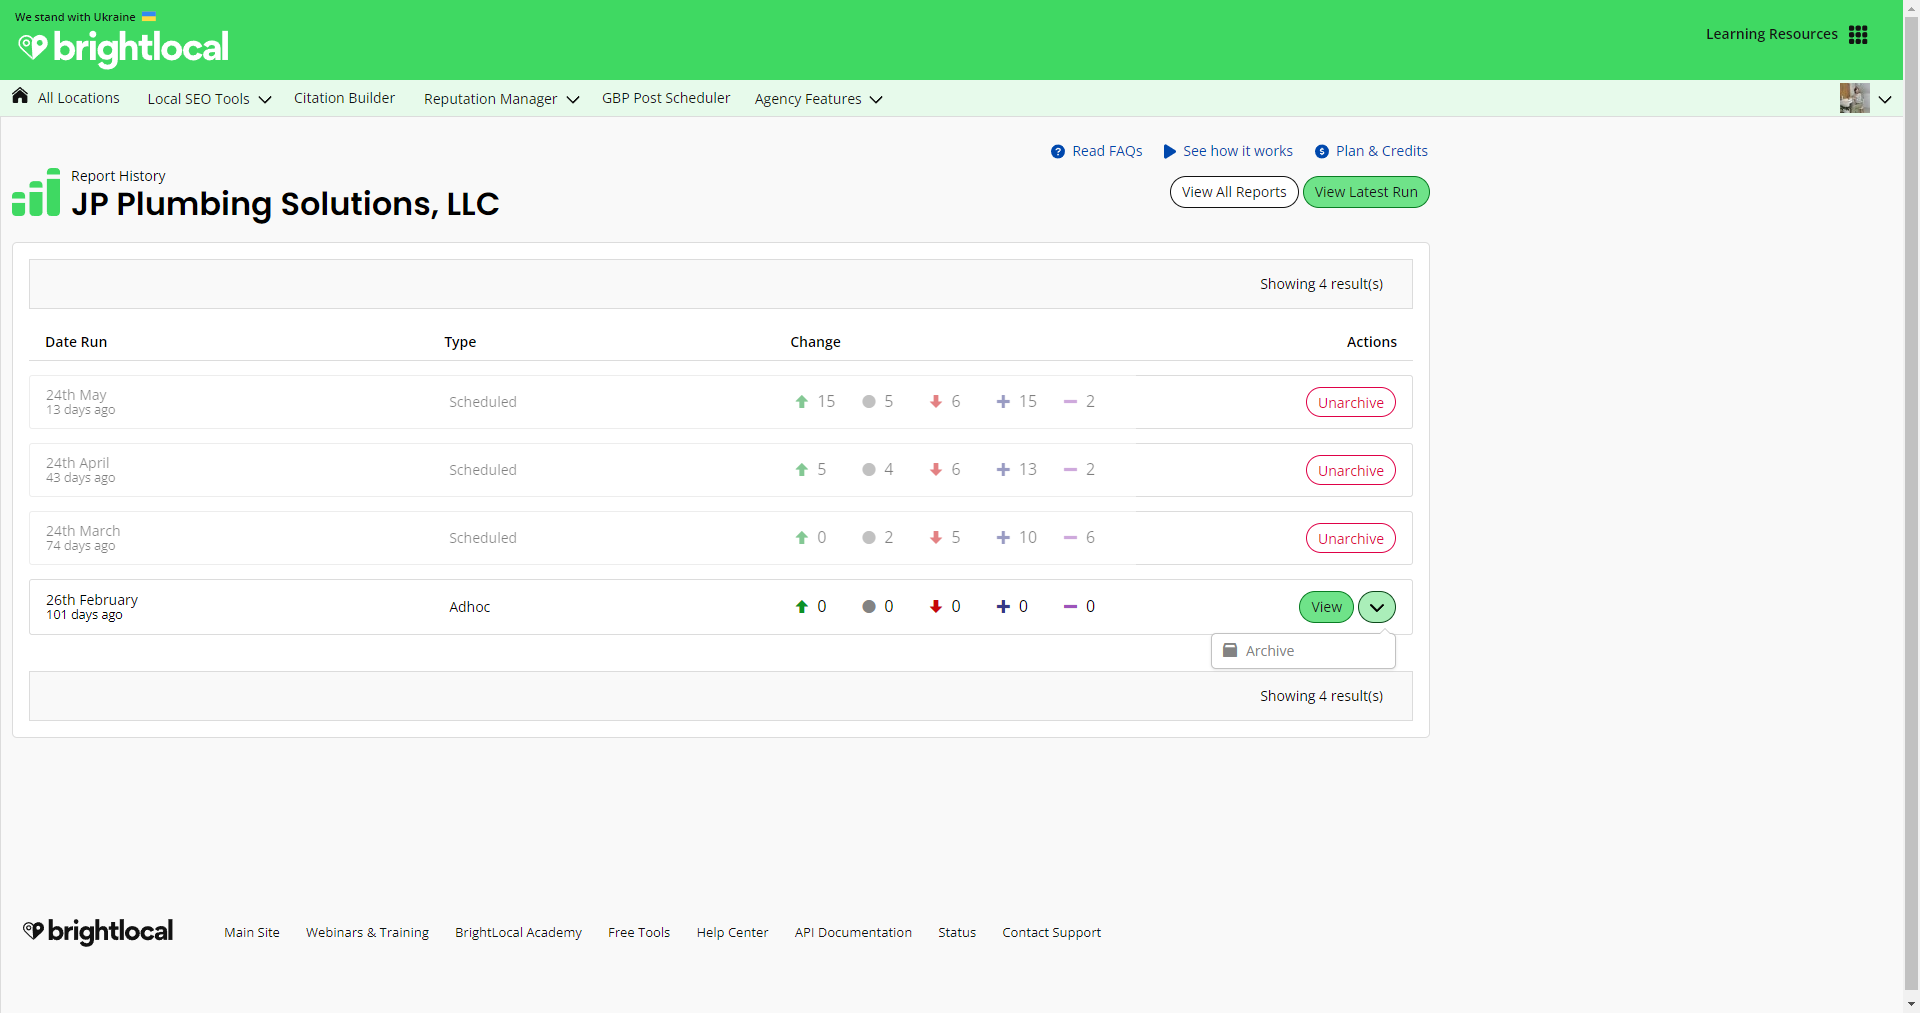 We stand with Ukraine
brightlocal
Learning Resources
All Locations
Local SEO Tools
Citation Builder
Reputation Manager
GBP Post Scheduler
Agency Features
Read FAQs
See how it works
Plan & Credits
Report History
JP Plumbing Solutions, LLC
View All Reports
View Latest Run
Showing 4 result(s)
Date Run Type Change Actions
24th May
13 days ago
Scheduled 15 5 6 15 2 Unarchive
24th April
43 days ago
Scheduled 5 4 6 13 2 Unarchive
24th March
74 days ago
Scheduled 0 2 5 10 6 Unarchive
26th February
101 days ago
Adhoc 0 0 0 0 0 View
Archive
Showing 4 result(s)
brightlocal
Main Site
Webinars & Training
BrightLocal Academy
Free Tools
Help Center
API Documentation
Status
Contact Support